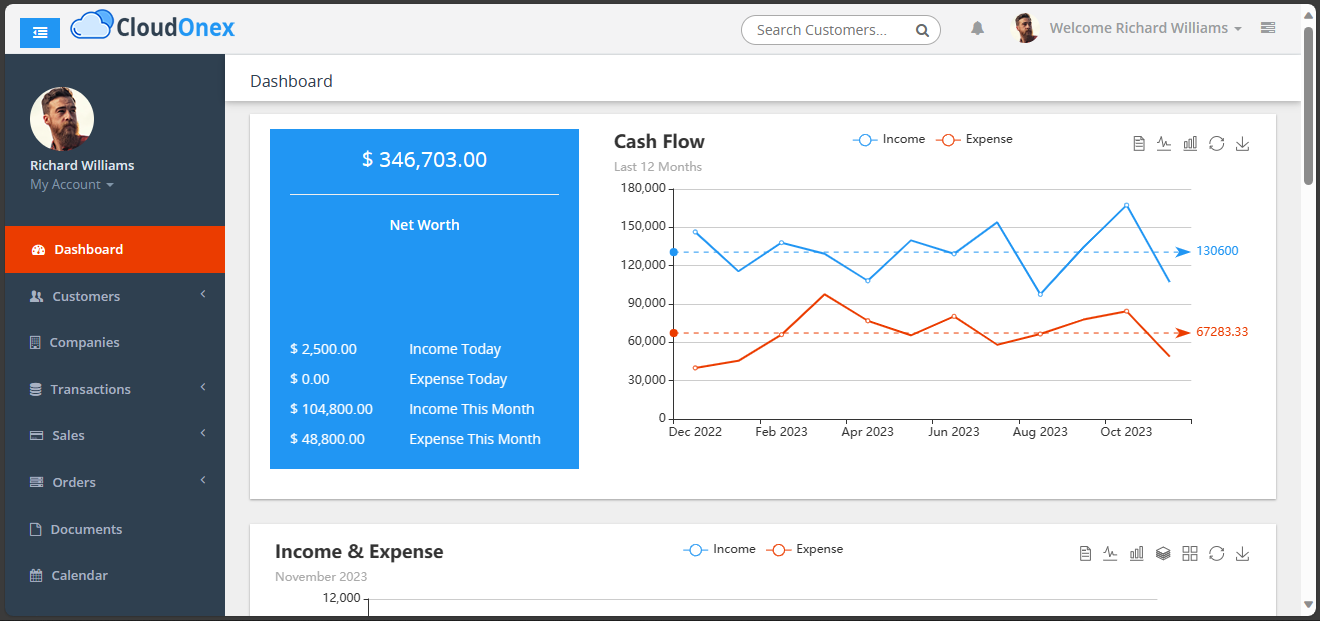 CloudOnex
Search Customers...
Welcome Richard Williams
Richard Williams
My Account
Dashboard
Customers
Companies
Transactions
Sales
Orders
Documents
Calendar
Dashboard
$ 346,703.00
Net Worth
$ 2,500.00 Income Today
$ 0.00 Expense Today
$ 104,800.00 Income This Month
$ 48,800.00 Expense This Month
Cash Flow
Last 12 Months
Income Expense
180,000
150,000
130600
120,000
90,000
67283.33
60,000
30,000
0
Dec 2022 Feb 2023 Apr 2023 Jun 2023 Aug 2023 Oct 2023
Income & Expense
November 2023
Income Expense
12,000